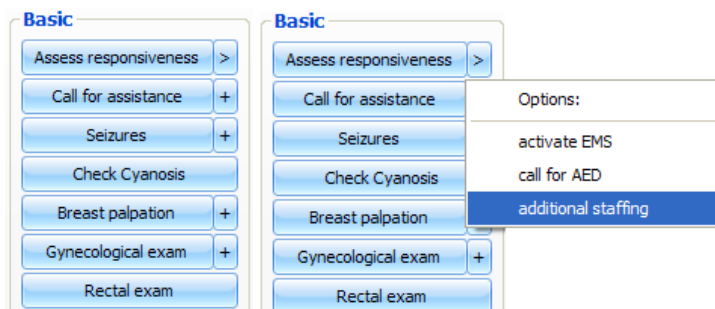 Basic
Assess responsiveness >
Call for assistance +
Seizures +
Check Cyanosis
Breast palpation +
Gynecological exam +
Rectal exam
Basic
Assess responsiveness >
Call for assistance
Seizures
Check Cyanosis
Breast palpation
Gynecological exam +
Rectal exam
Options:
activate EMS
call for AED
additional staffing